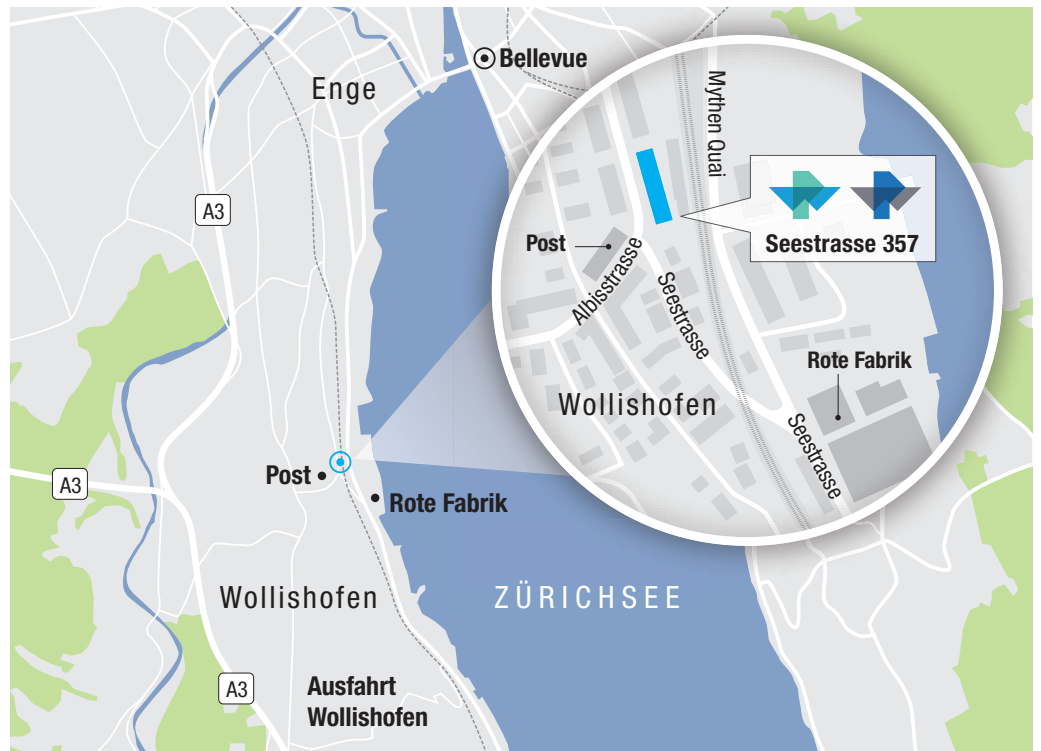 Bellevue
Enge
Mythen Quai
A3
Seestrasse 357
Post
Albisstrasse
Seestrasse
Rote Fabrik
Wollishofen
Seestrasse
A3
Post
Rote Fabrik
Wollishofen
ZÜRICHSEE
A3
Ausfahrt
Wollishofen